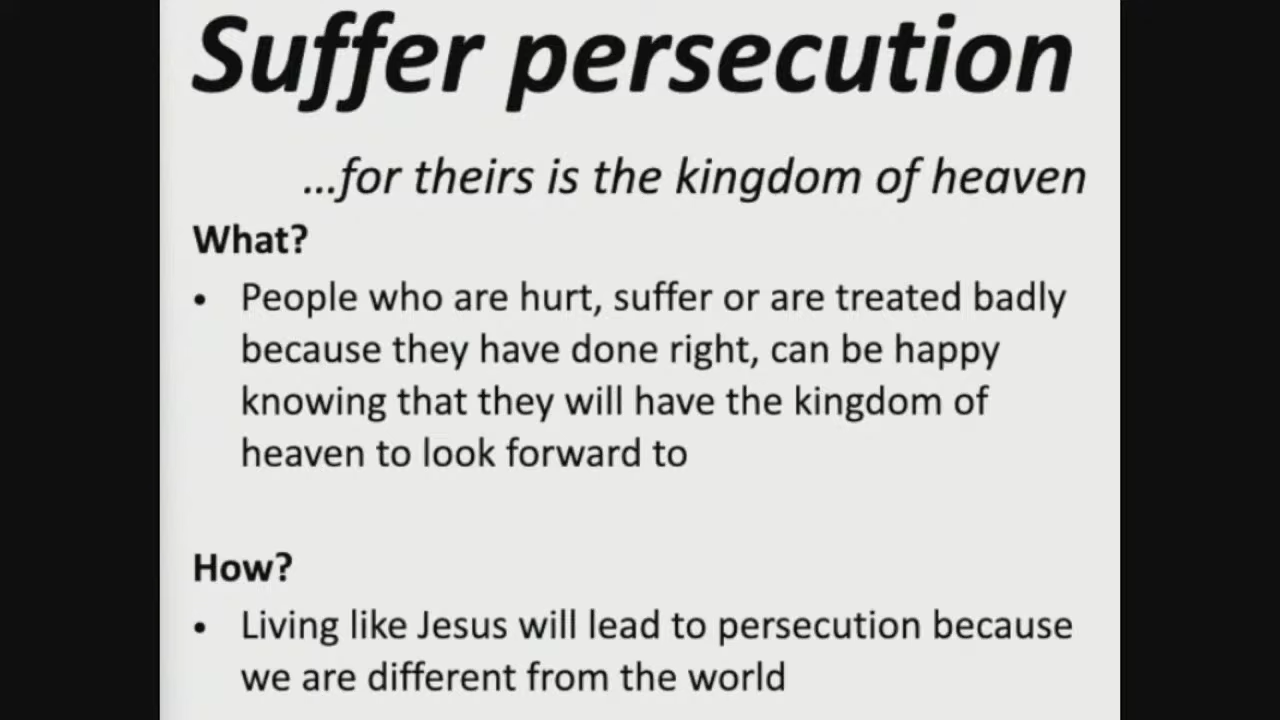 Suffer persecution
...for theirs is the kingdom of heaven
What?
• People who are hurt, suffer or are treated badly
because they have done right, can be happy
knowing that they will have the kingdom of
heaven to look forward to
How?
• Living like Jesus will lead to persecution because
we are different from the world